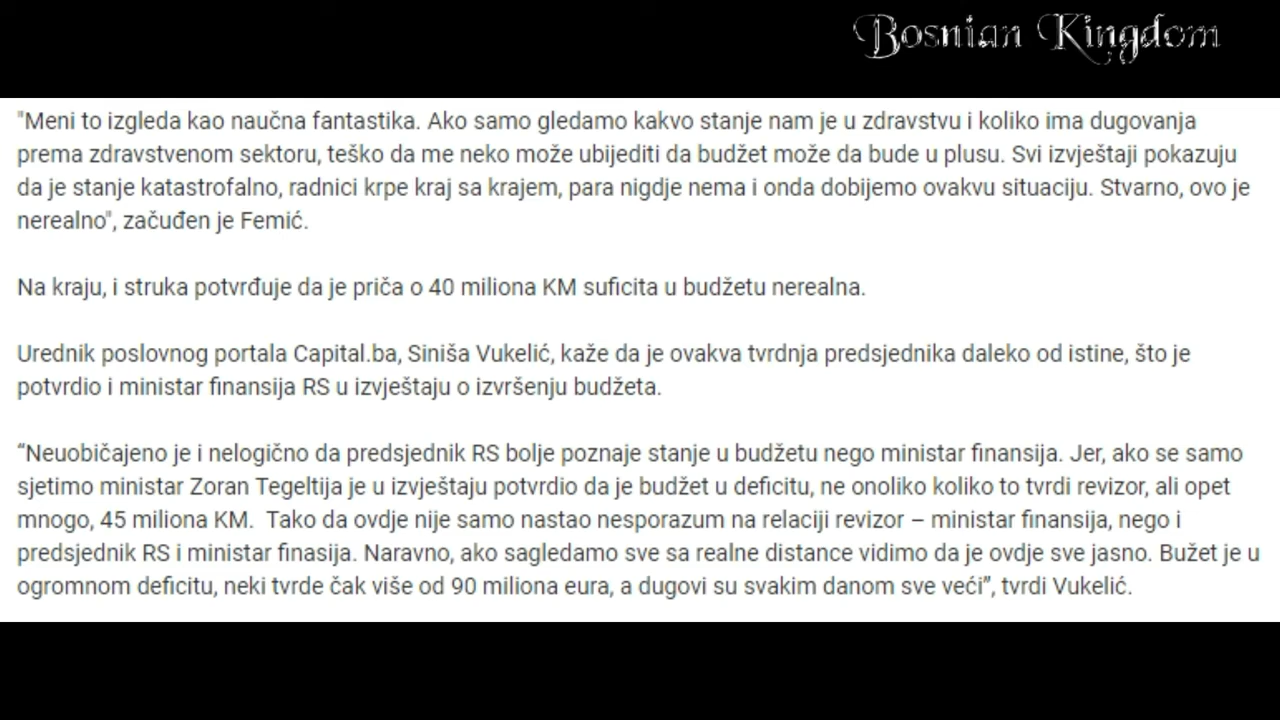 Bosnian Kingdom
"Meni to izgleda kao naučna fantastika. Ako samo gledamo kakvo stanje nam je u zdravstvu i koliko ima dugovanja
prema zdravstvenom sektoru, teško da me neko može ubijediti da budžet može da bude u plusu. Svi izvještaji pokazuju
da je stanje katastrofalno, radnici krpe kraj sa krajem, para nigdje nema i onda dobijemo ovakvu situaciju. Stvarno, ovo je
nerealno", začuđen je Femić.
Na kraju, i struka potvrđuje da je priča o 40 miliona KM suficita u budžetu nerealna.
Urednik poslovnog portala Capital.ba, Siniša Vukelić, kaže da je ovakva tvrdnja predsjednika daleko od istine, što je
potvrdio i ministar finansija RS u izvještaju o izvršenju budžeta.
“Neuobičajeno je i nelogično da predsjednik RS bolje poznaje stanje u budžetu nego ministar finansija. Jer, ako se samo
sjetimo ministar Zoran Tegeltija je u izvještaju potvrdio da je budžet u deficitu, ne onoliko koliko to tvrdi revizor, ali opet
mnogo, 45 miliona KM.  Tako da ovdje nije samo nastao nesporazum na relaciji revizor – ministar finansija, nego i
predsjednik RS i ministar finasija. Naravno, ako sagledamo sve sa realne distance vidimo da je ovdje sve jasno. Bužet je u
ogromnom deficitu, neki tvrde čak više od 90 miliona eura, a dugovi su svakim danom sve veći”, tvrdi Vukelić.